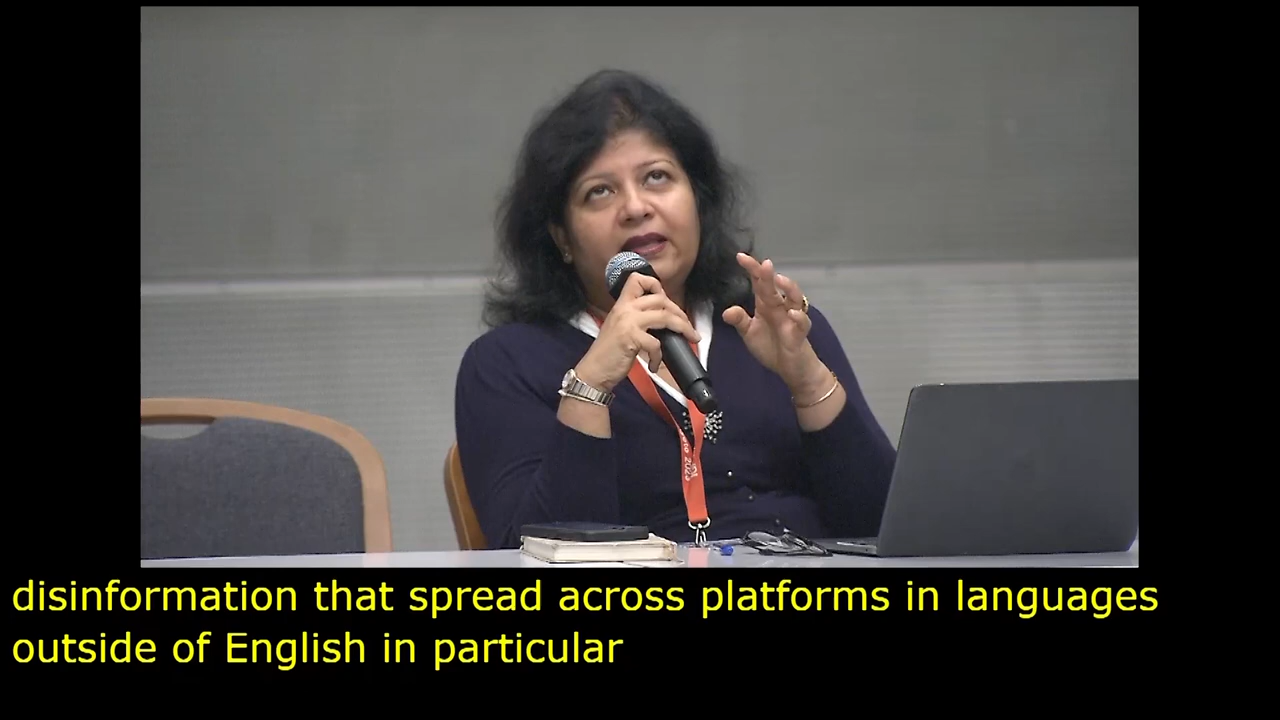 disinformation that spread across platforms in languages
outside of English in particular